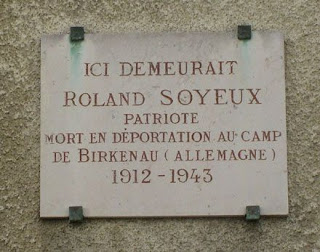 ICI DEMEURAIT
ROLAND SOYEUX
PATRIOTE
MORT EN DÉPORTATION AU CAMP
DE BIRKENAU (ALLEMAGNE)
1912-1943